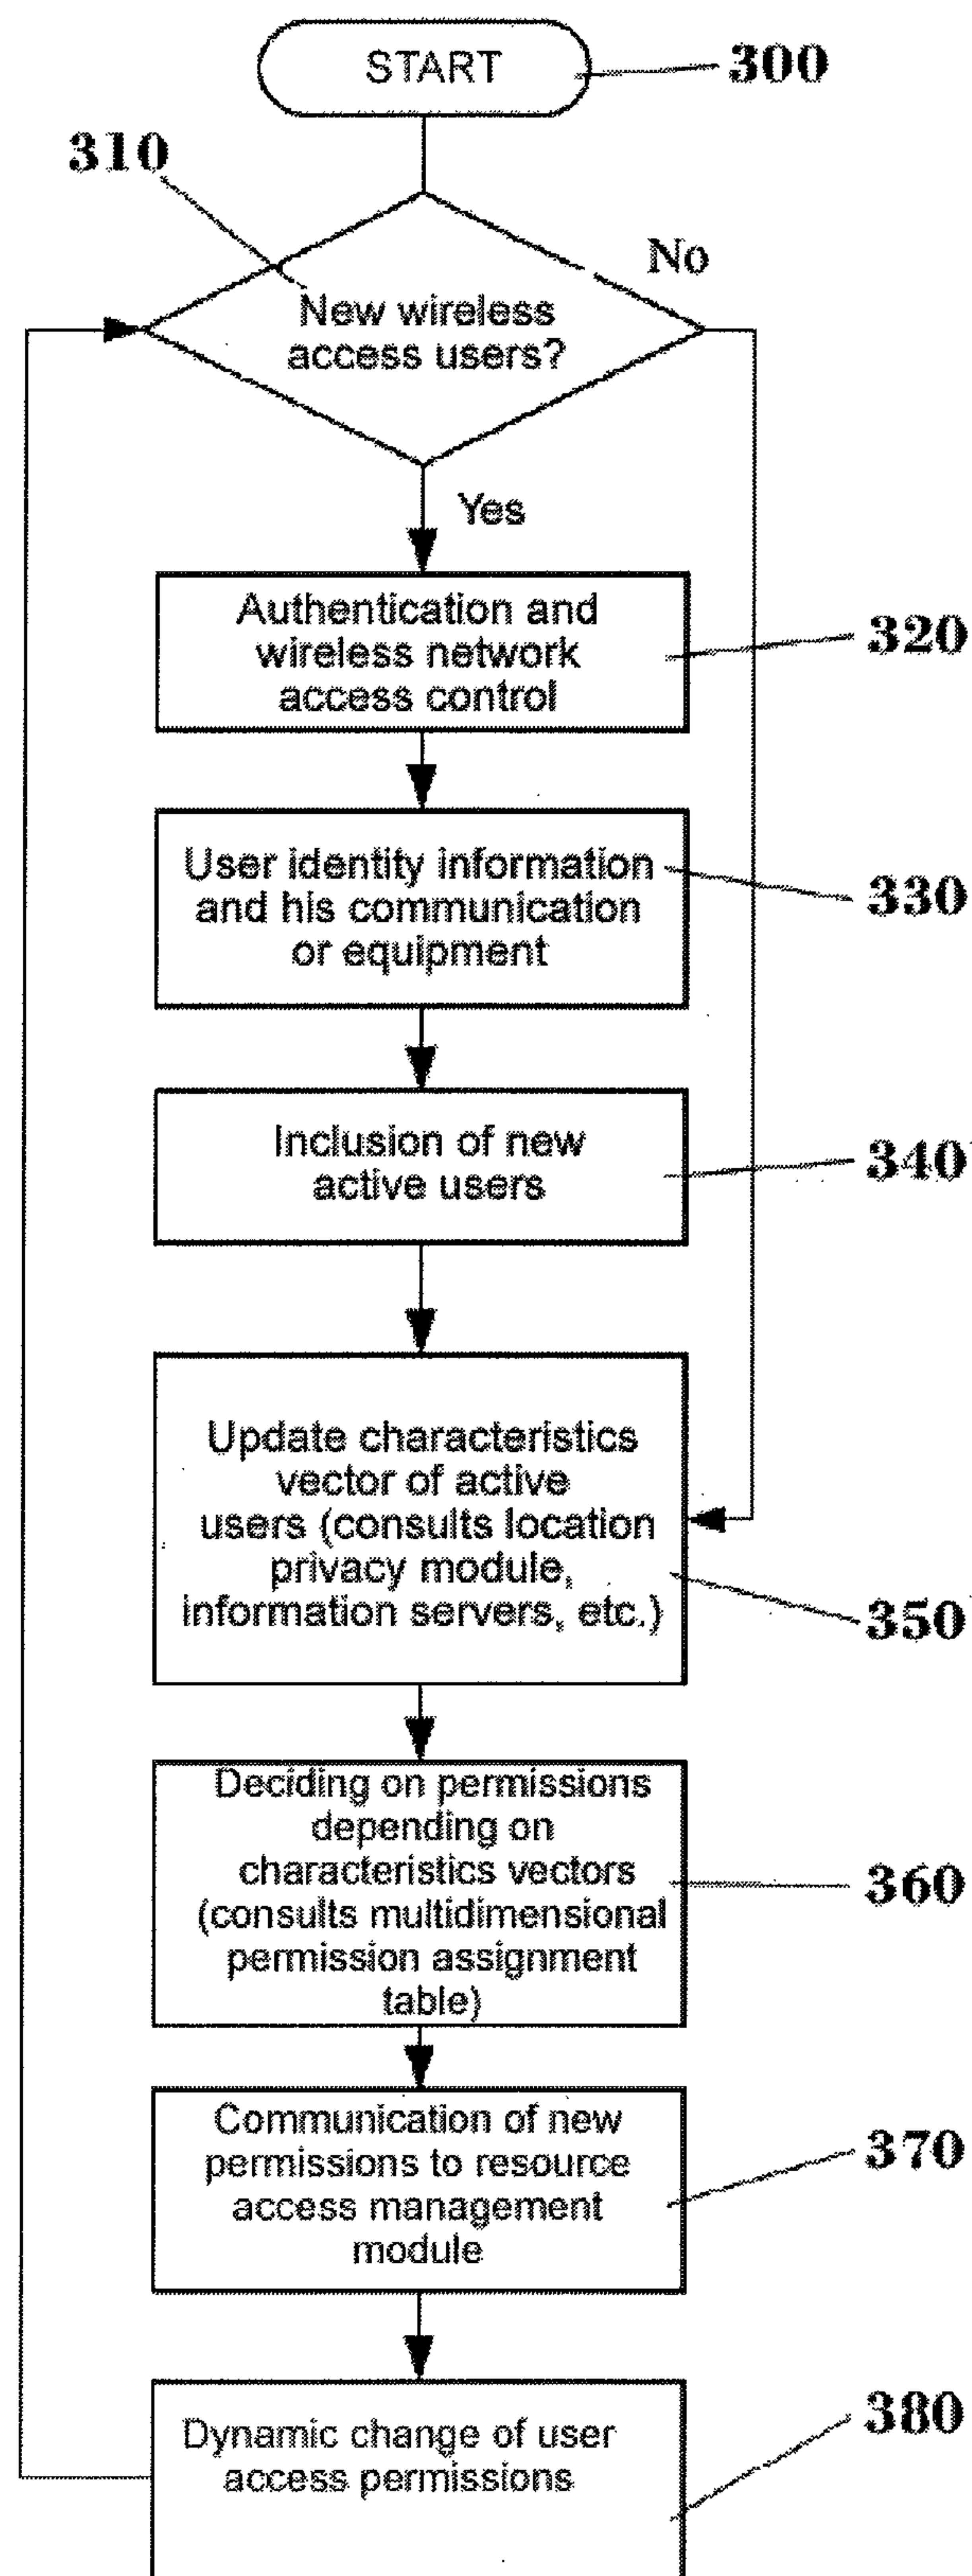 START
300
310
No
New wireless
access users?
Yes
Authentication and
wireless network
access control
320
User identity information
and his communication
or equipment
330
Inclusion of new
active users
340
Update characteristics
vector of active
users (consults location
privacy module,
information servers, etc.)
350
Deciding on permissions
depending on
characteristics vectors
(consults multidimensional
permission assignment
table)
360
Communication of new
permissions to resource
access management
module
370
Dynamic change of user
access permissions
380